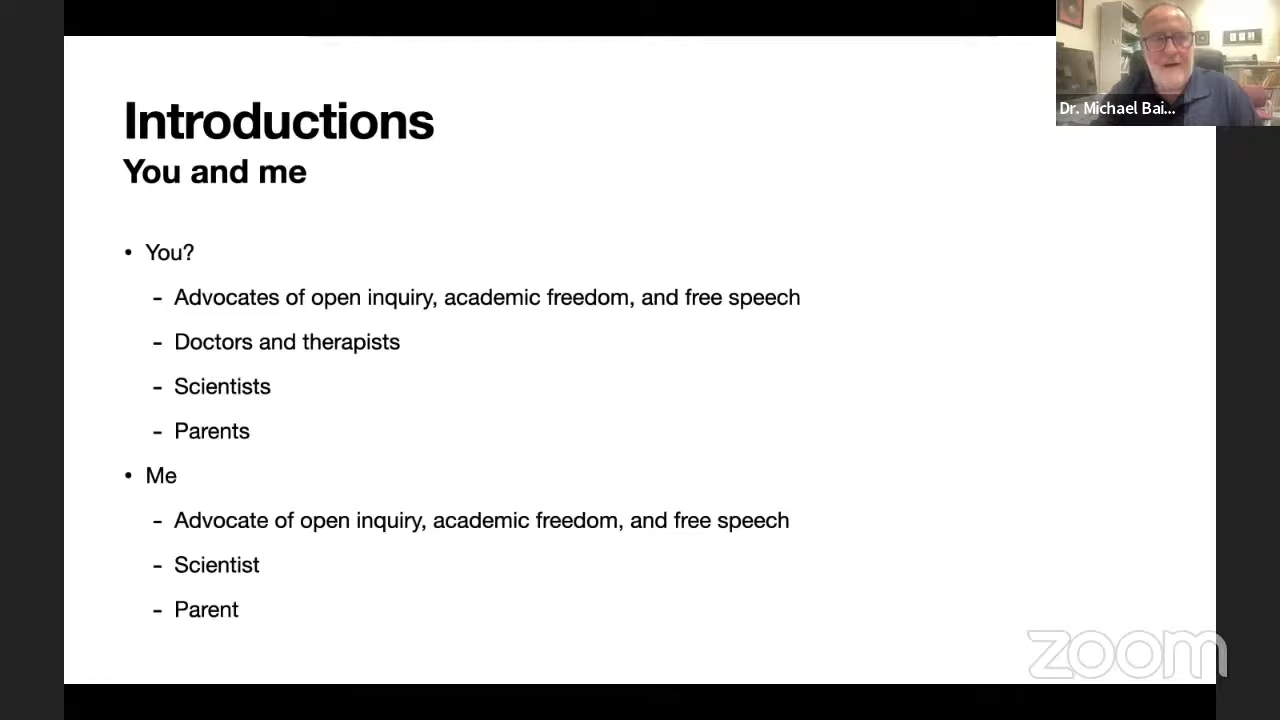 Introductions
You and me
• You?
- Advocates of open inquiry, academic freedom, and free speech
- Doctors and therapists
- Scientists
- Parents
• Me
- Advocate of open inquiry, academic freedom, and free speech
- Scientist
- Parent
Dr. Michael Bai...
zoom